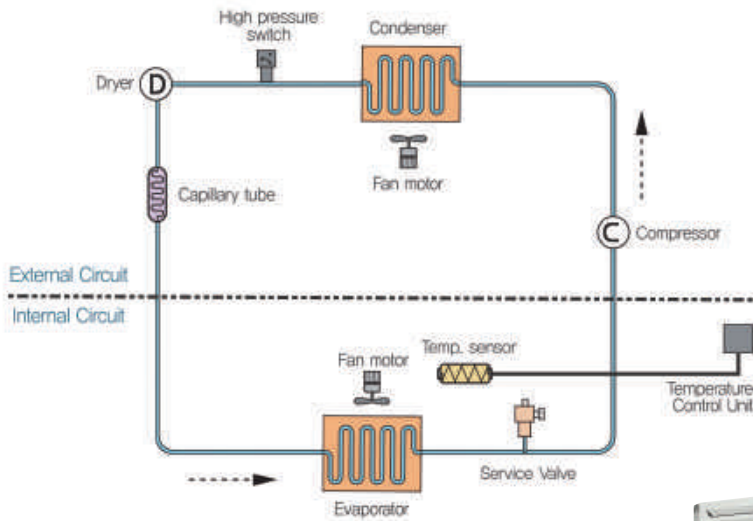 High pressure
switch
Condenser
Dryer
D
Fan motor
Capillary tube
C
Compressor
External Circuit
Internal Circuit
Fan motor
Temp. sensor
Temperature
Control Unit
Service Valve
Evaporator